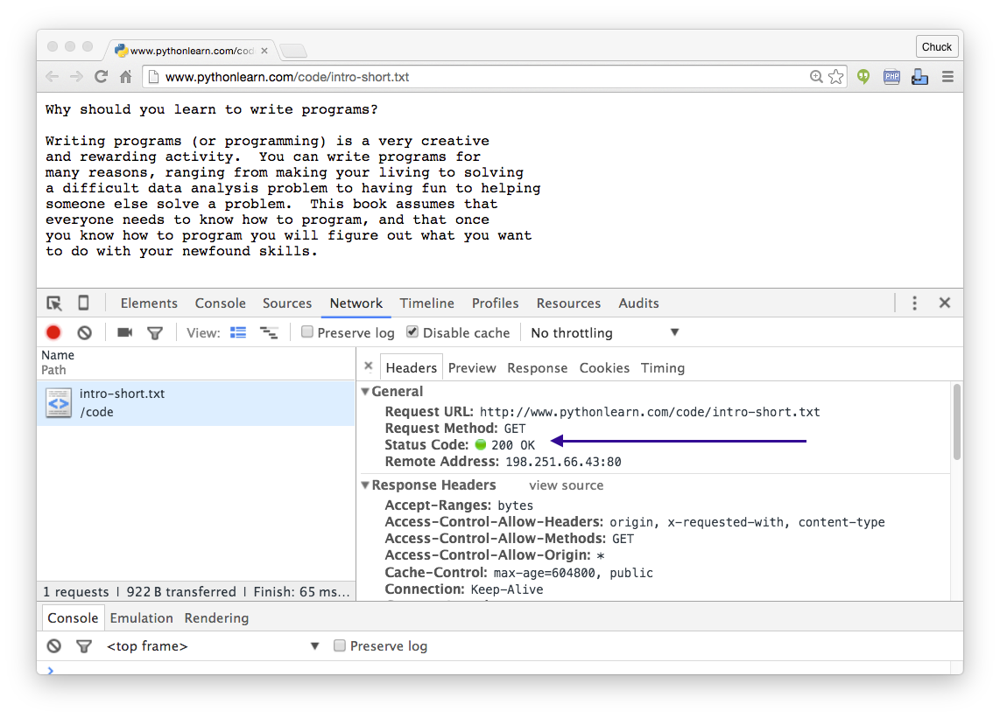 www.pythonlearn.com/cod
Chuck
www.pythonlearn.com/code/intro-short.txt
PHP
Why should you learn to write programs?
Writing programs (or programming) is a very creative
and rewarding activity.  You can write programs for
many reasons, ranging from making your living to solving
a difficult data analysis problem to having fun to helping
someone else solve a problem.  This book assumes that
everyone needs to know how to program, and that once
you know how to program you will figure out what you want
to do with your newfound skills.
Elements Console Sources Network Timeline Profiles Resources Audits
View: Preserve log Disable cache No throttling
Name
Path
Headers Preview Response Cookies Timing
intro-short.txt
/code
General
Request URL: http://www.pythonlearn.com/code/intro-short.txt
Request Method: GET
Status Code: 200 OK
Remote Address: 198.251.66.43:80
Response Headers view source
Accept-Ranges: bytes
Access-Control-Allow-Headers: origin, x-requested-with, content-type
Access-Control-Allow-Methods: GET
Access-Control-Allow-Origin: *
Cache-Control: max-age=604800, public
Connection: Keep-Alive
1 requests | 922 B transferred | Finish: 65 ms...
Console Emulation Rendering
<top frame> Preserve log